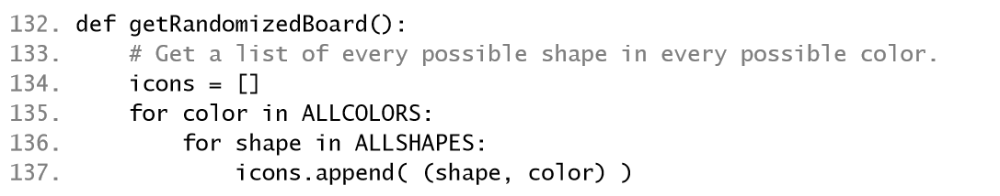 132. def getRandomizedBoard():
133.     # Get a list of every possible shape in every possible color.
134.     icons = []
135.     for color in ALLCOLORS:
136.         for shape in ALLSHAPES:
137.             icons.append( (shape, color) )